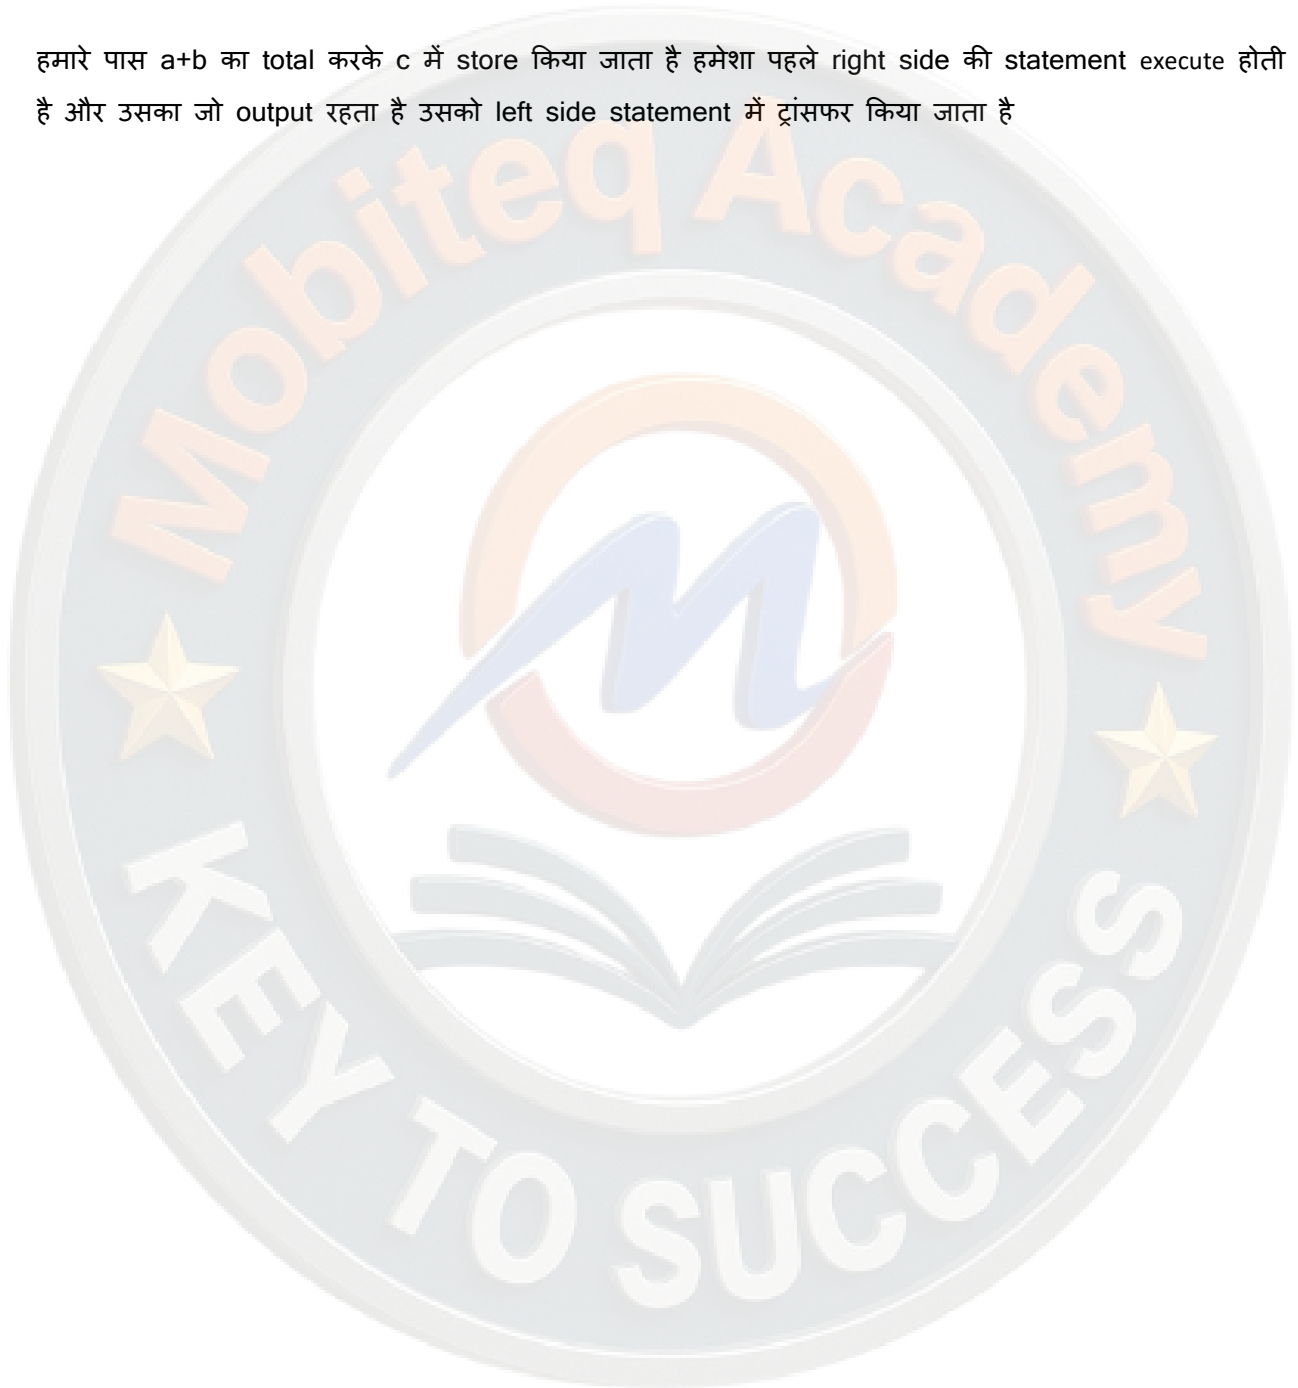 हमारे पास a+b का total करके c में store किया जाता है हमेशा पहले right side की statement execute होती
है और उसका जो output रहता है उसको left side statement में ट्रांसफर किया जाता है
Mobiteq Academy
KEY TO SUCCESS